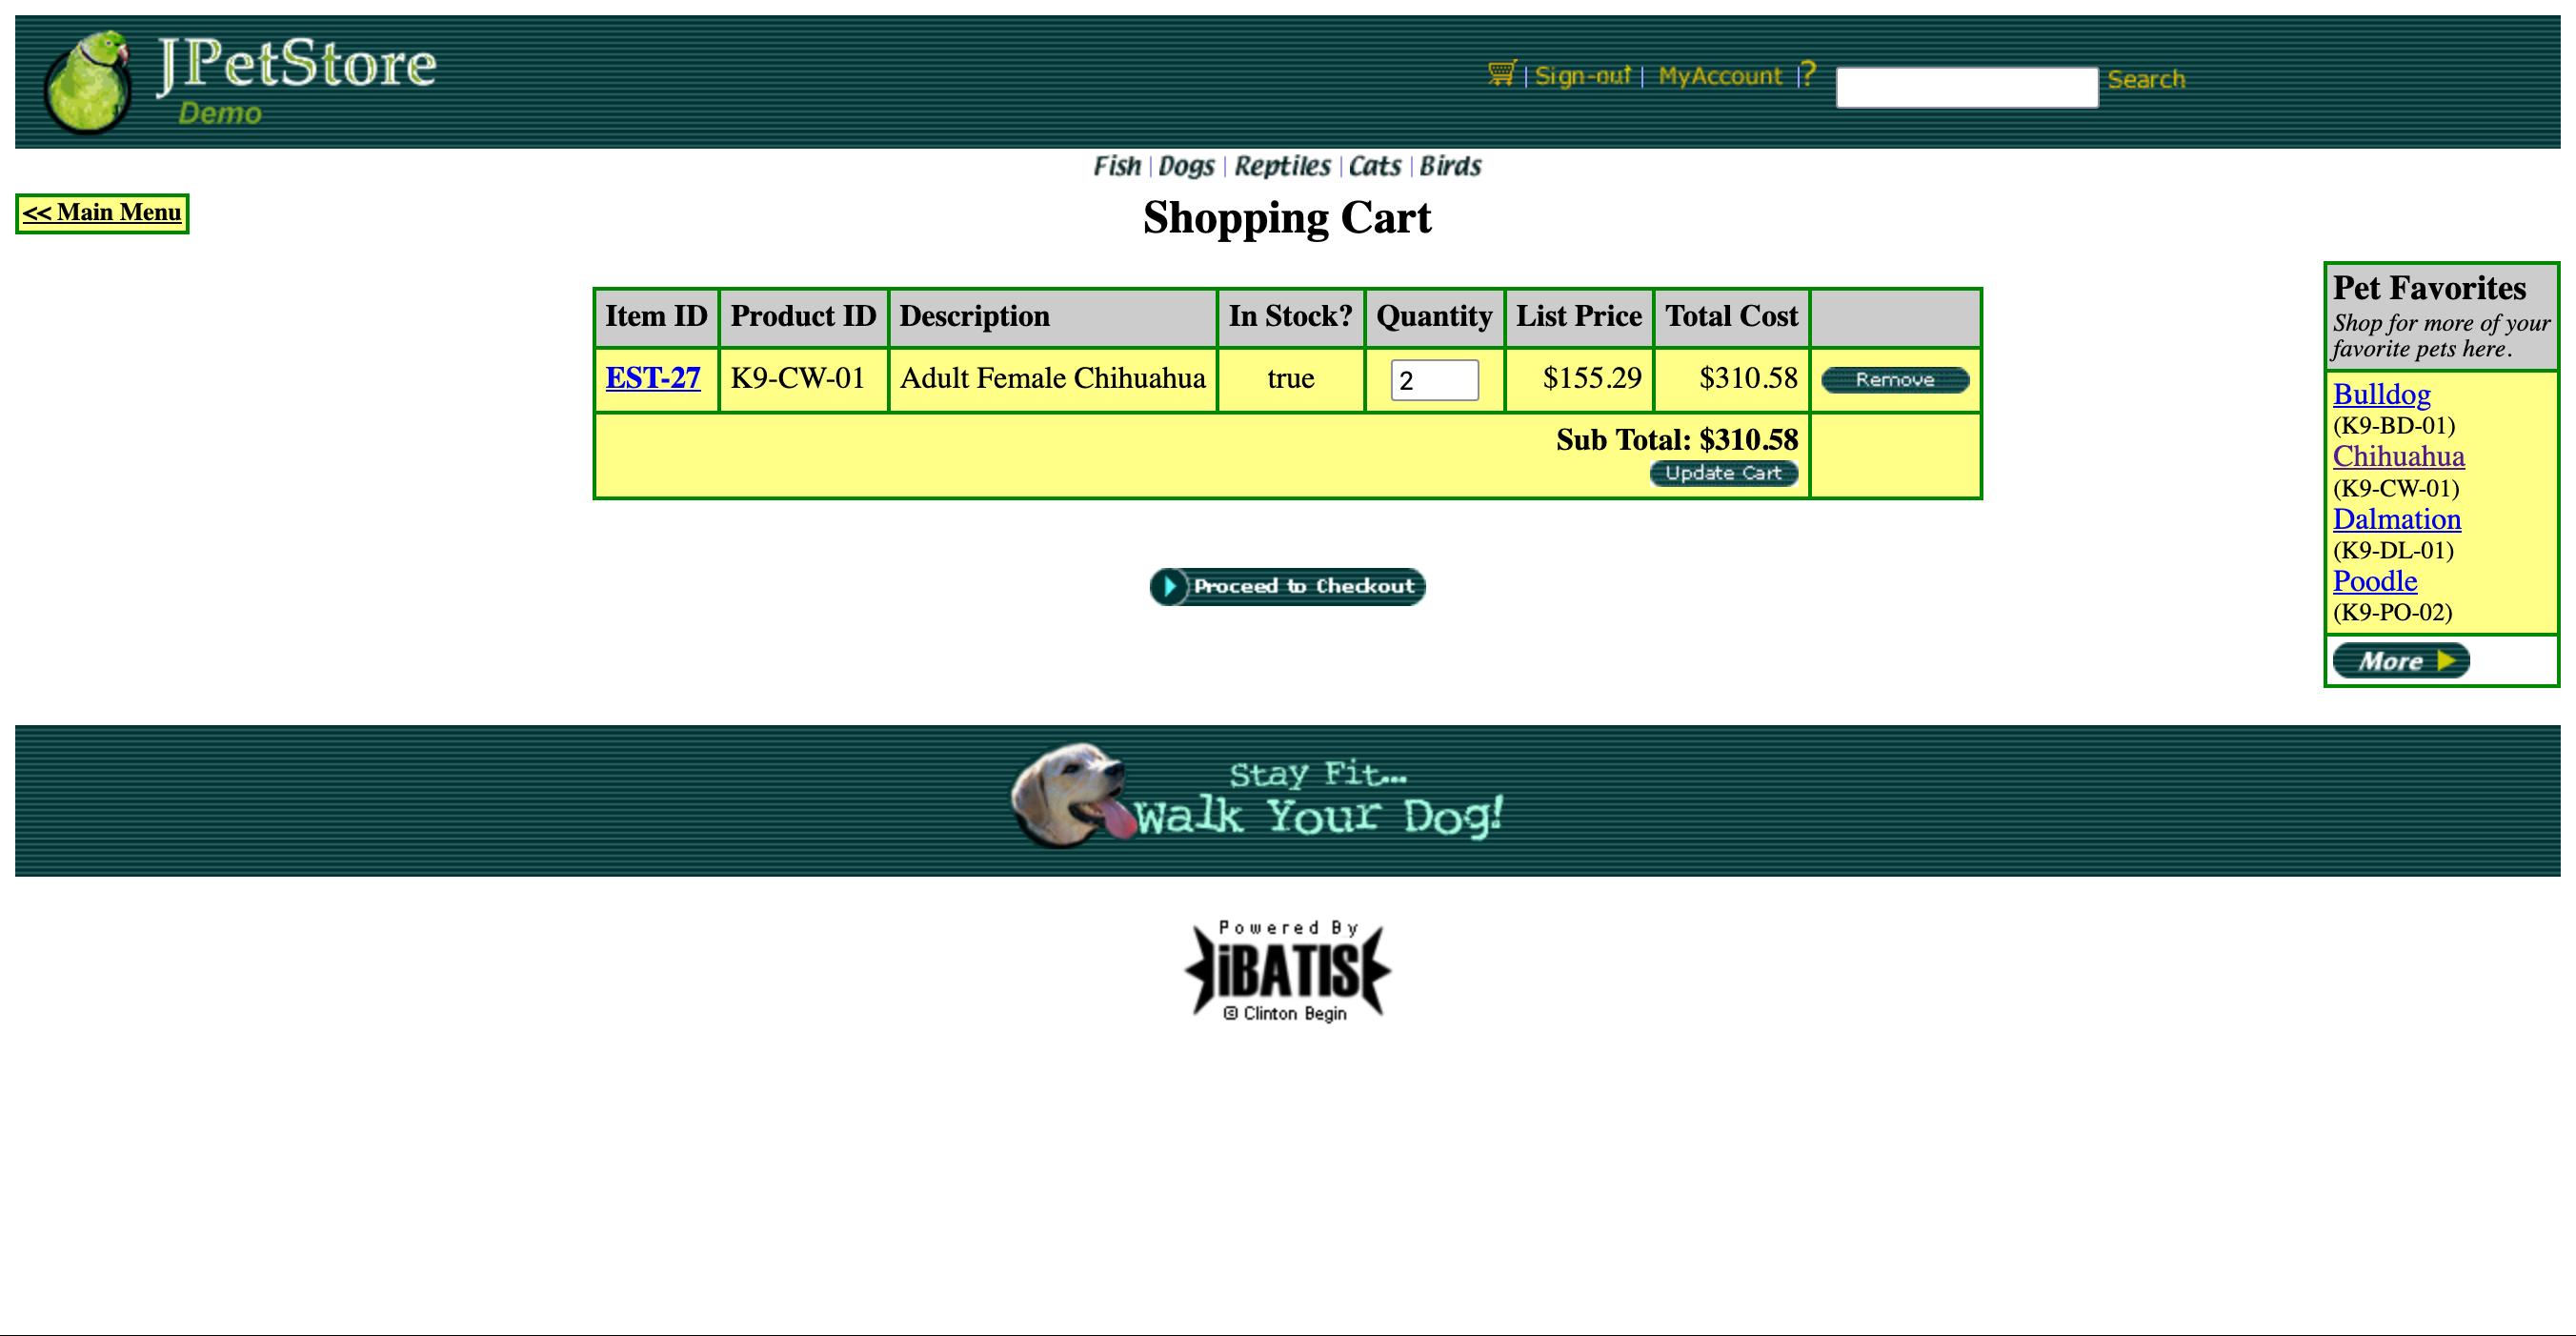 JPetStore
Demo
| Sign-out | MyAccount | ? Search
Fish | Dogs | Reptiles | Cats | Birds
<< Main Menu
Shopping Cart
Item ID Product ID Description In Stock? Quantity List Price Total Cost
EST-27 K9-CW-01 Adult Female Chihuahua true 2 $155.29 $310.58 Remove
Sub Total: $310.58
Update Cart
Proceed to Checkout
Pet Favorites
Shop for more of your
favorite pets here.
Bulldog
(K9-BD-01)
Chihuahua
(K9-CW-01)
Dalmation
(K9-DL-01)
Poodle
(K9-PO-02)
More
Stay Fit...
Walk Your Dog!
Powered By
iBATIS
© Clinton Begin